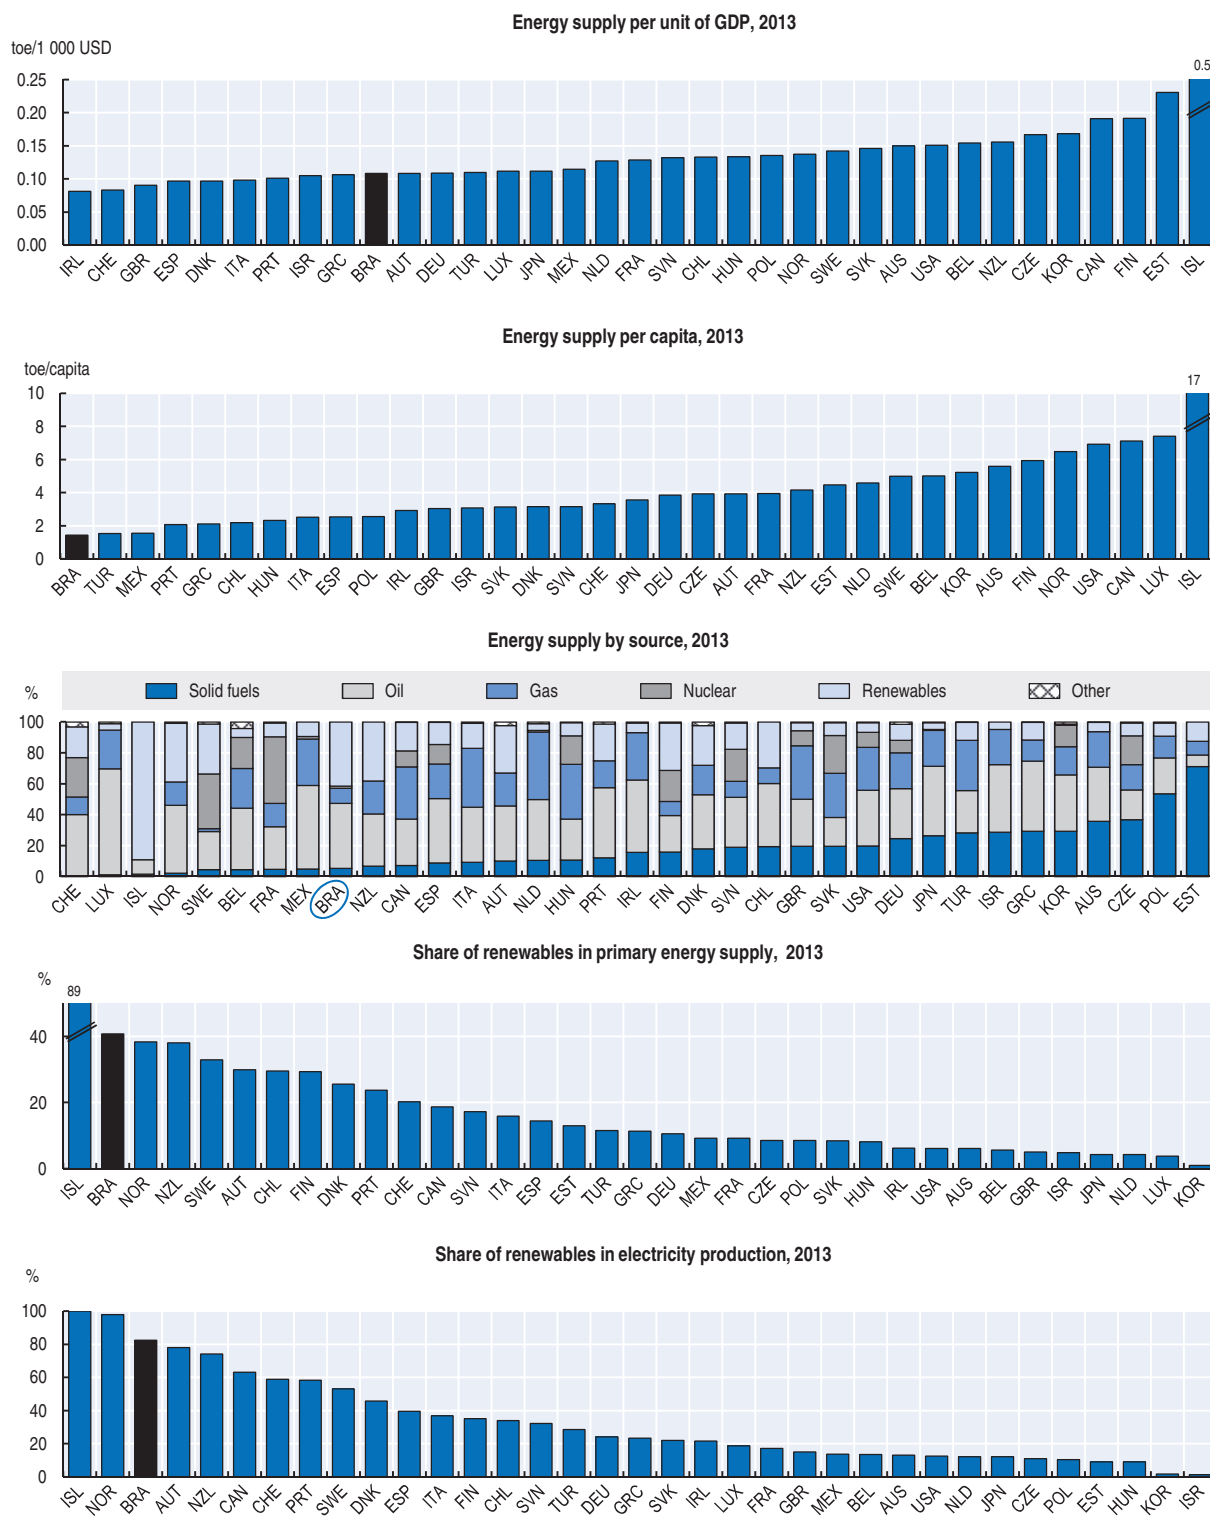 Energy supply per unit of GDP, 2013
toe/1 000 USD
0.5
0.25
0.20
0.15
0.10
0.05
0.00
IRL CHE GBR ESP DNK ITA PRT ISR GRC BRA AUT DEU TUR LUX JPN MEX NLD FRA SVN CHL HUN POL NOR SWE SVK AUS USA BEL NZL CZE KOR CAN FIN EST ISL
Energy supply per capita, 2013
toe/capita
17
10
8
6
4
2
0
BRA TUR MEX PRT GRC CHL HUN ITA ESP POL IRL GBR ISR SVK DNK SVN CHE JPN DEU CZE AUT FRA NZL EST NLD SWE BEL KOR AUS FIN NOR USA CAN LUX ISL
Energy supply by source, 2013
% Solid fuels Oil Gas Nuclear Renewables Other
100
80
60
40
20
0
CHE LUX ISL NOR SWE BEL FRA MEX BRA NZL CAN ESP ITA AUT NLD HUN PRT IRL FIN DNK SVN CHL GBR SVK USA DEU JPN TUR ISR GRC KOR AUS CZE POL EST
Share of renewables in primary energy supply, 2013
%
89
40
20
0
ISL BRA NOR NZL SWE AUT CHL FIN DNK PRT CHE CAN SVN ITA ESP EST TUR GRC DEU MEX FRA CZE POL SVK HUN IRL USA AUS BEL GBR ISR JPN NLD LUX KOR
Share of renewables in electricity production, 2013
%
100
80
60
40
20
0
ISL NOR BRA AUT NZL CAN CHE PRT SWE DNK ESP ITA FIN CHL SVN TUR DEU GRC SVK IRL LUX FRA GBR MEX BEL AUS USA NLD JPN CZE POL EST HUN KOR ISR